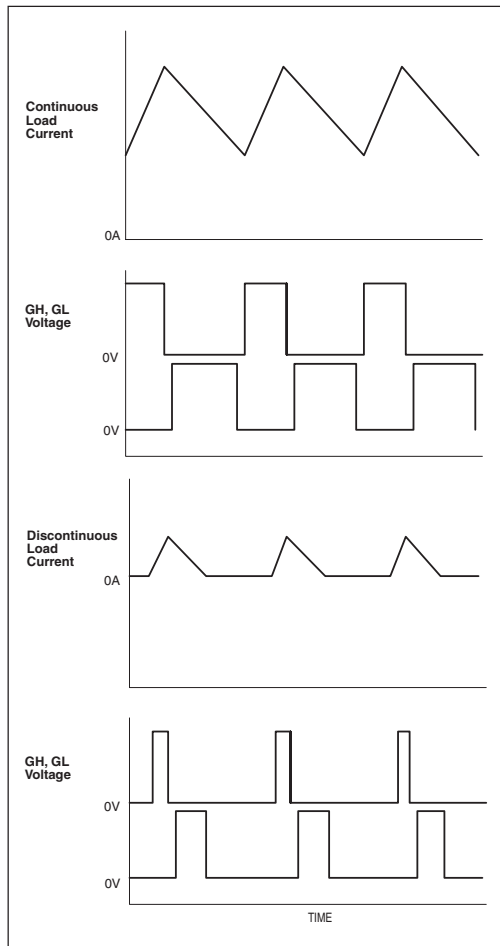 Continuous
Load
Current
0A
GH, GL
Voltage
0V
0V
Discontinuous
Load
Current
0A
GH, GL
Voltage
0V
0V
TIME